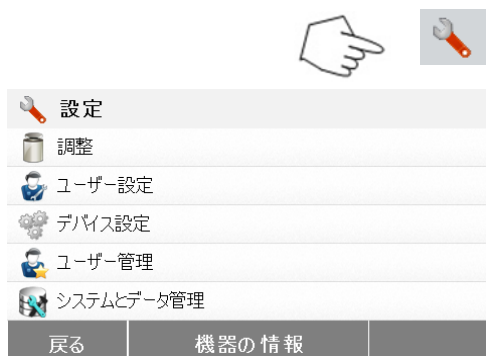 設定
調整
ユーザー設定
デバイス設定
ユーザー管理
システムとデータ管理
戻る 機器の情報